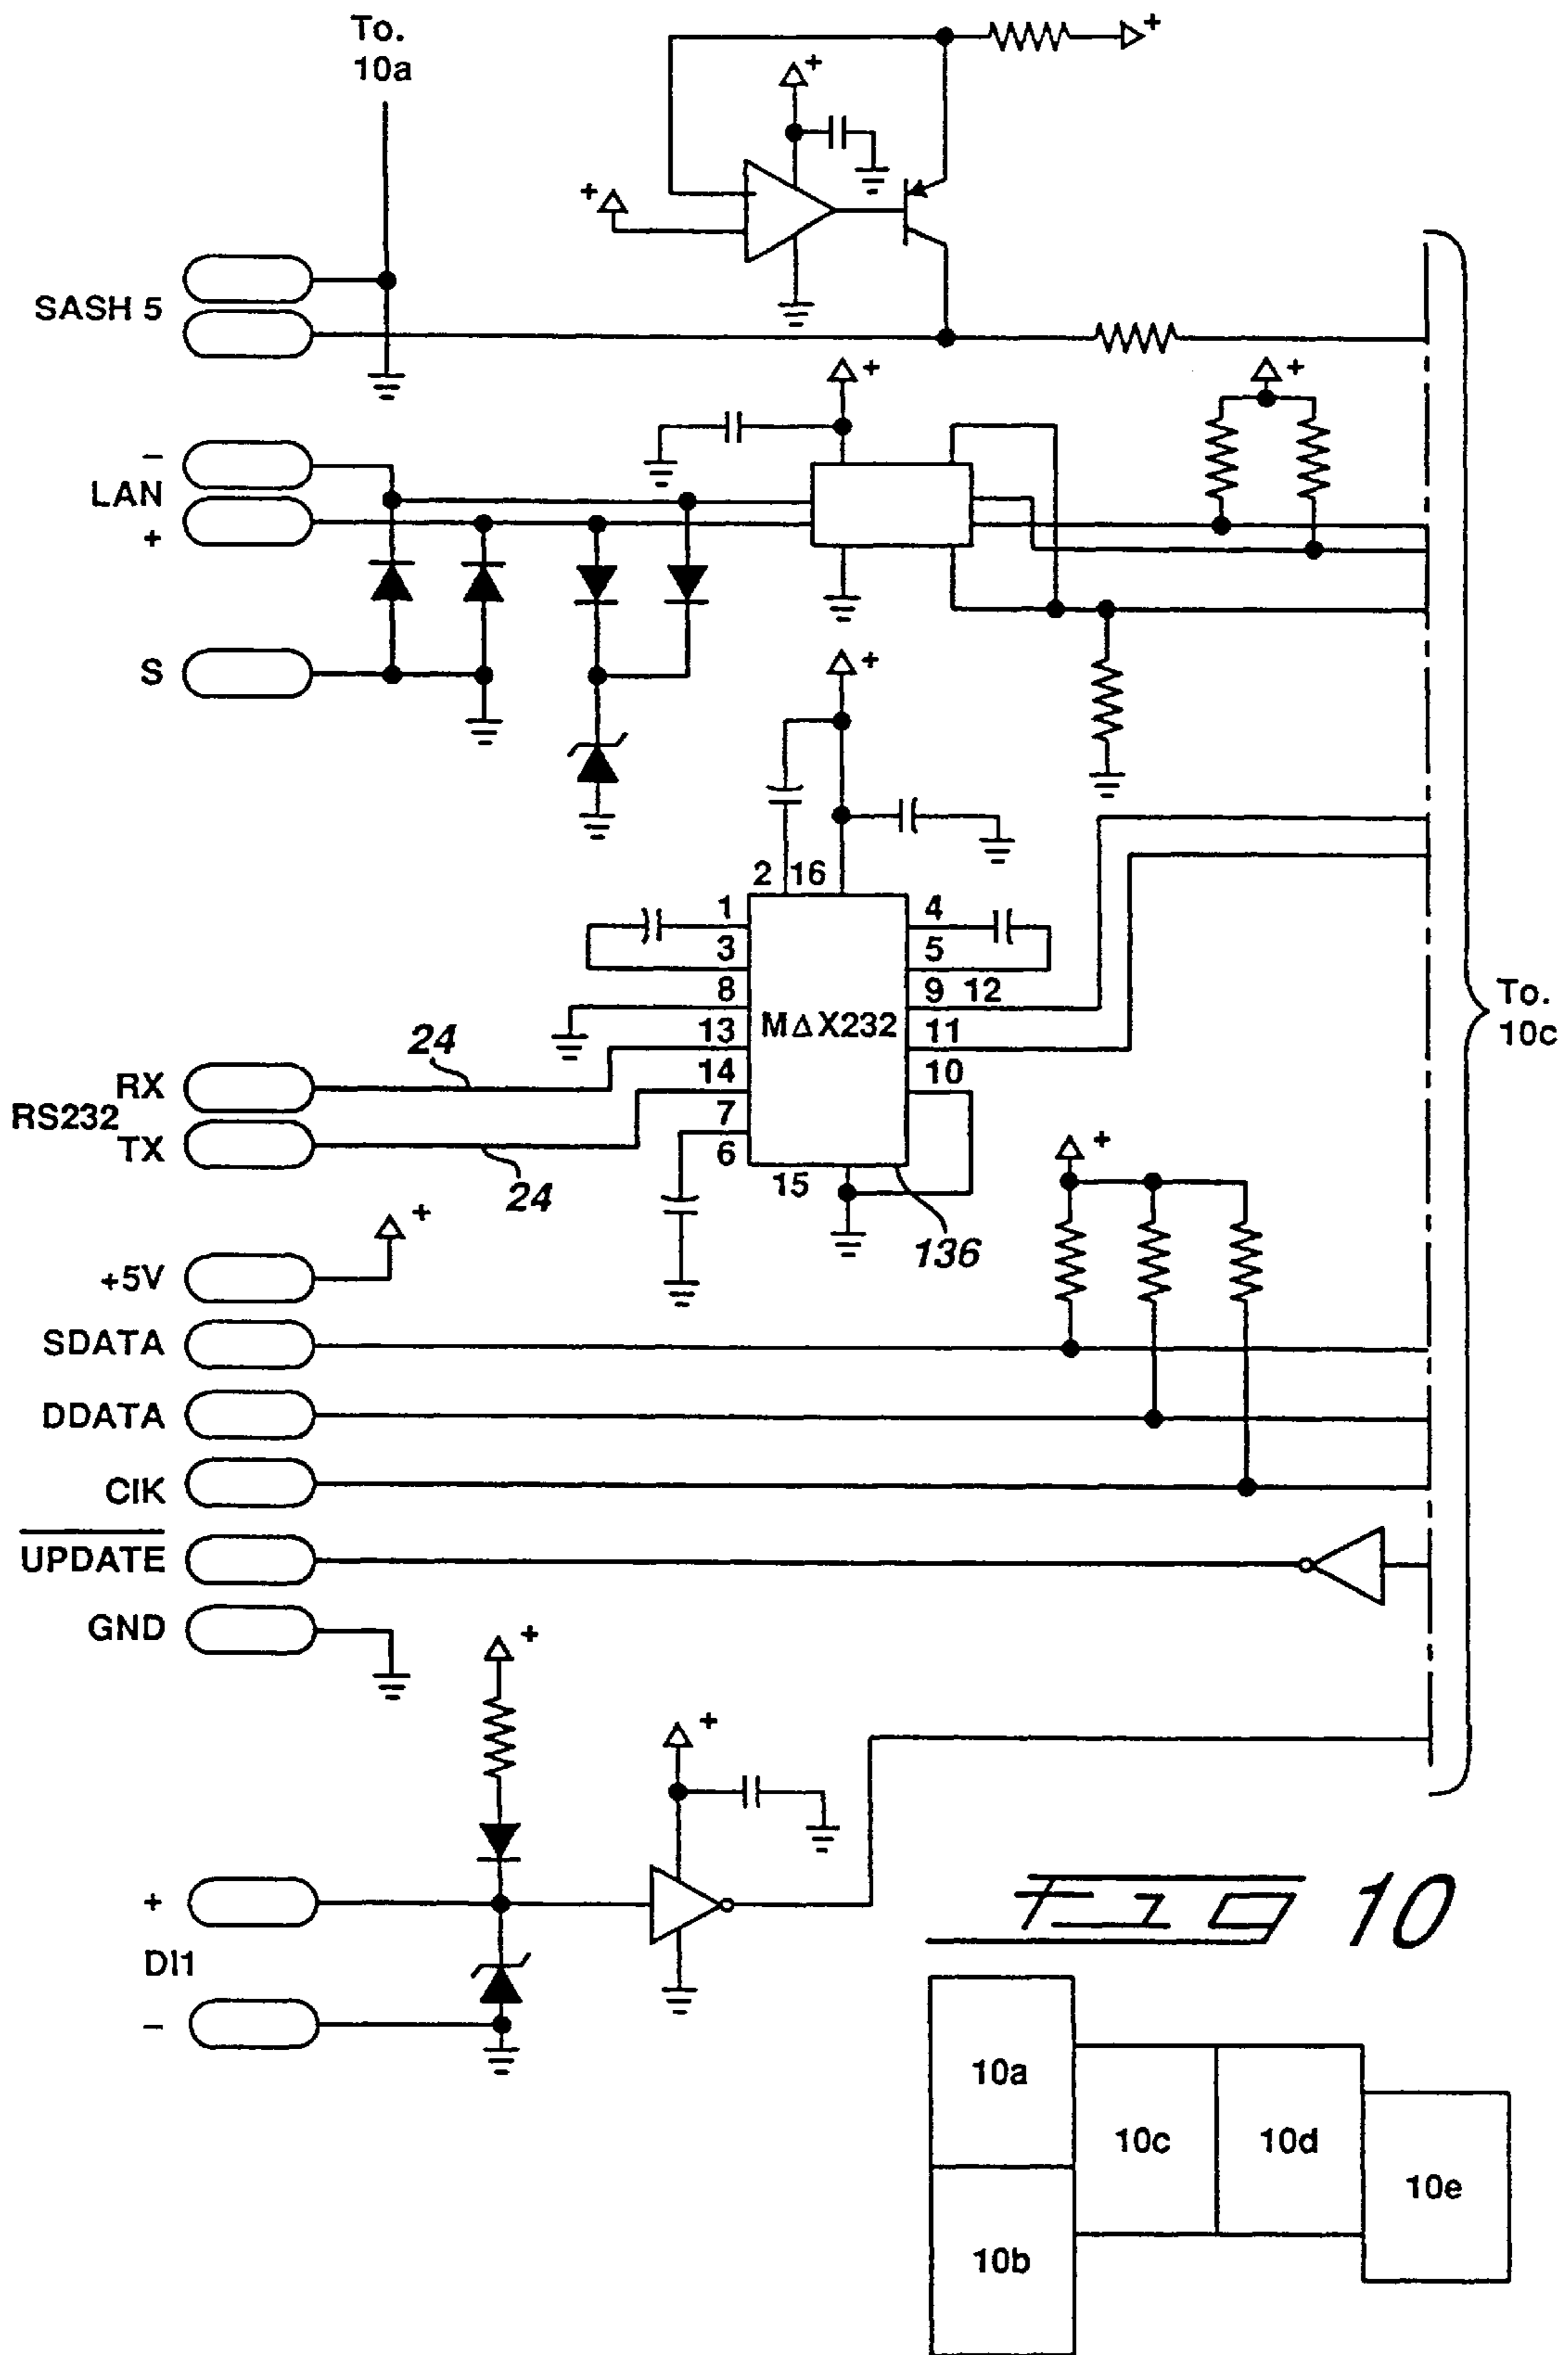 To.
10a
+
+
+
SASH 5
+
+
−
LAN
+
S
+
2 16
1
4
3
5
8
9 12
MΔX232
13
11
24
14
10
RX
RS232
TX
7
6
15
24
136
+
To.
10c
+
+5V
SDATA
DDATA
ClK
UPDATE
GND
+
+
+
DI1
−
Fig 10
10a
10c
10d
10e
10b